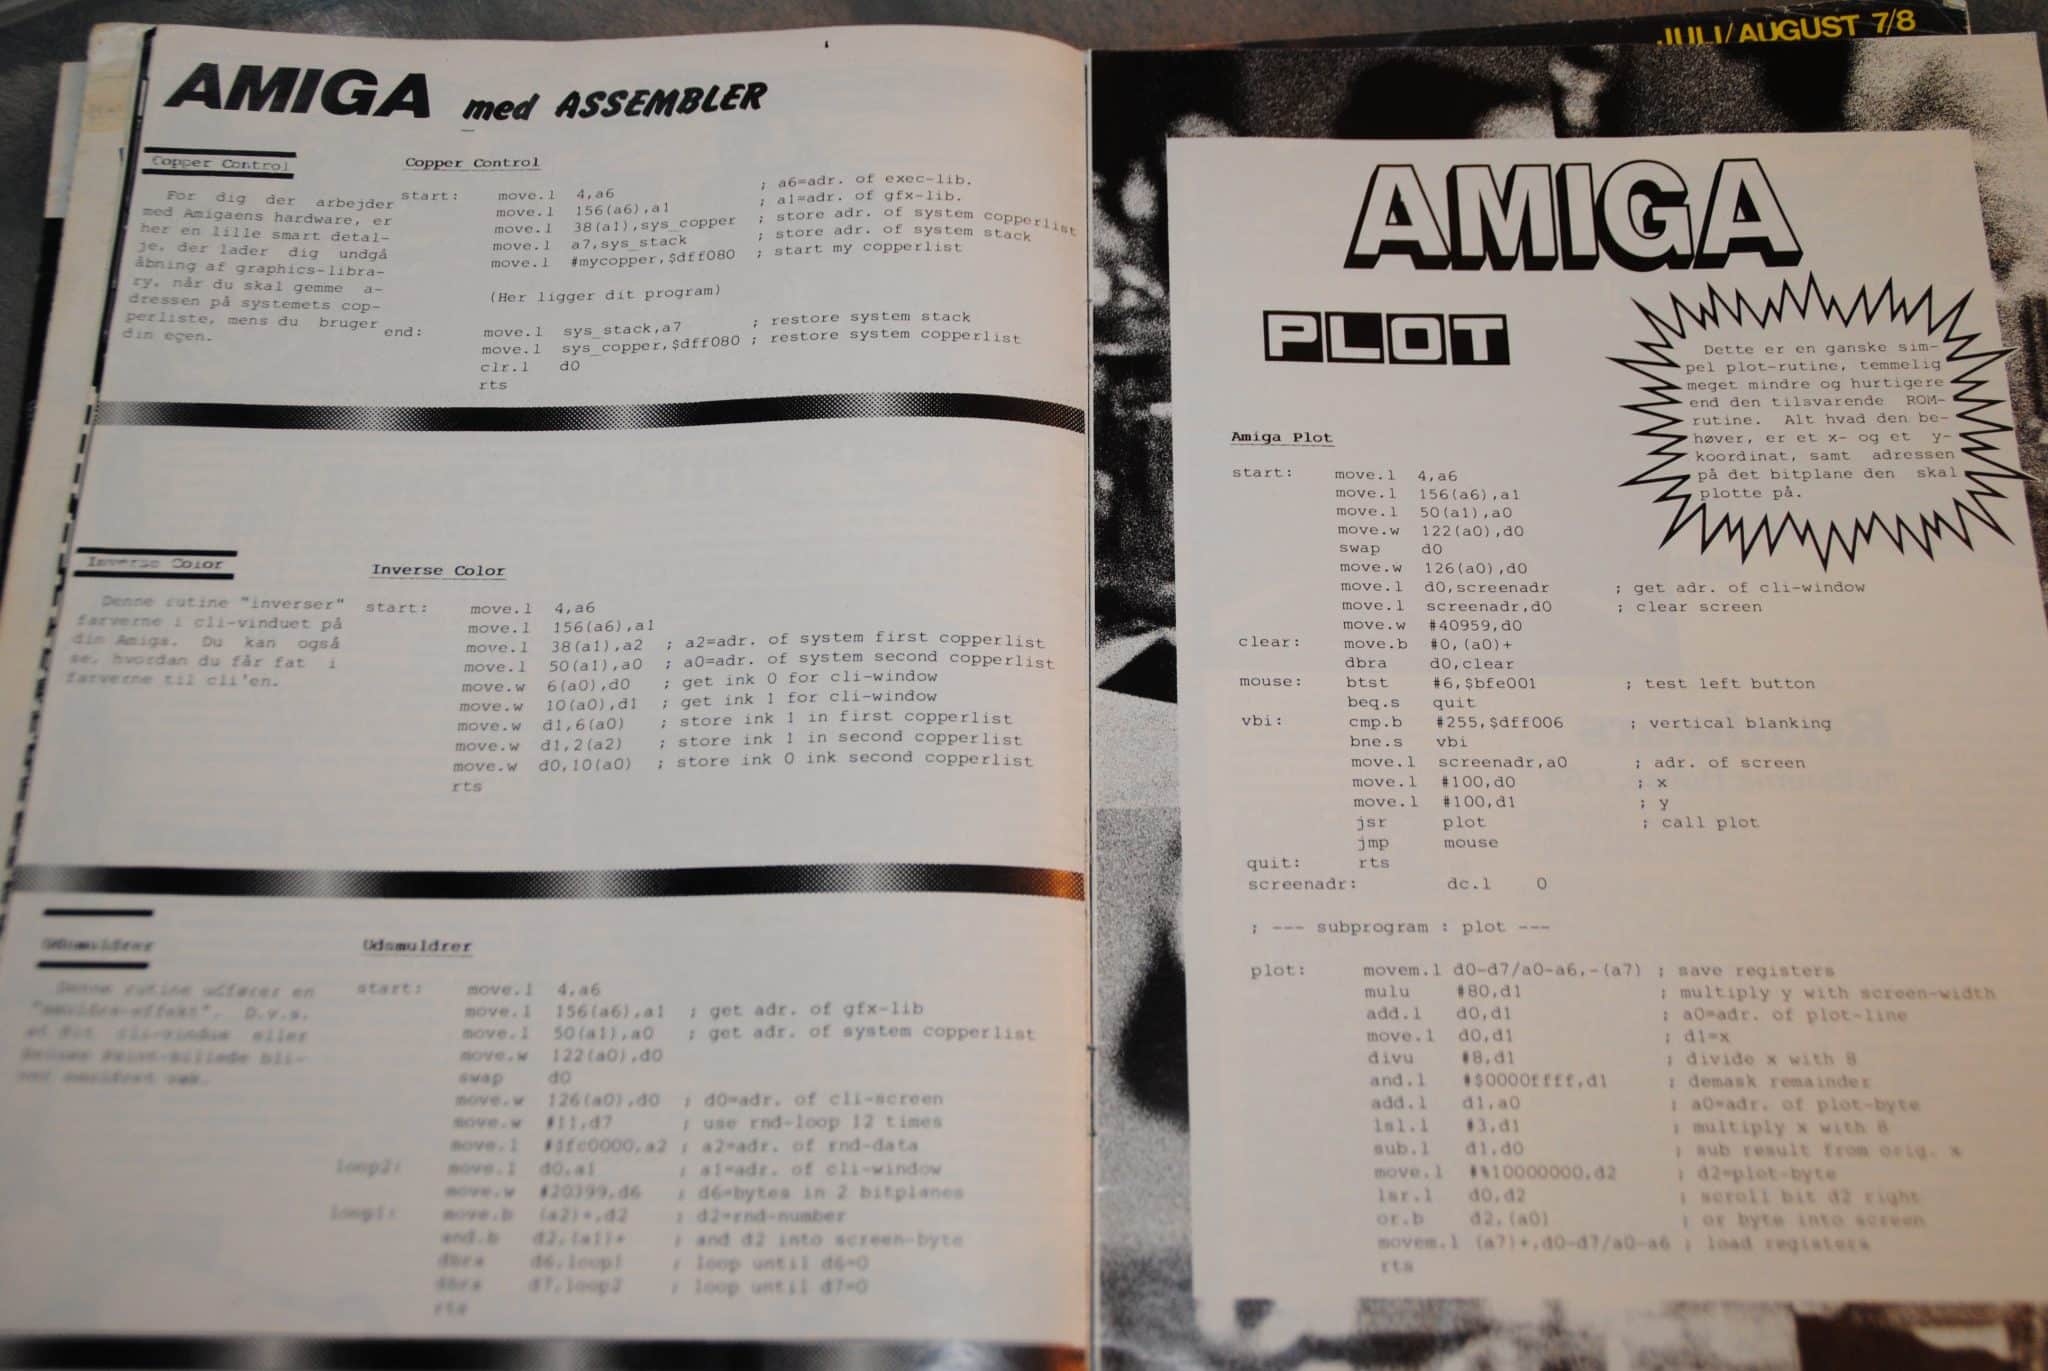 JULI/AUGUST 7/8
AMIGA med ASSEMBLER
Copper Control
For dig der arbejder
med Amigaens hardware, er
her en lille smart detal-
je, der lader dig undgå
åbning af graphics-libra-
ry, når du skal gemme a-
dressen på systemets cop-
perliste, mens du bruger
din egen.
Copper Control
start: move.l 4,a6 ; a6=adr. of exec-lib.
move.l 156(a6),a1 ; a1=adr. of gfx-lib.
move.l 38(a1),sys_copper ; store adr. of system copperlist
move.l a7,sys_stack ; store adr. of system stack
move.l #mycopper,$dff080 ; start my copperlist
(Her ligger dit program)
end: move.l sys_stack,a7 ; restore system stack
move.l sys_copper,$dff080 ; restore system copperlist
clr.l d0
rts
Inverse Color
Denne rutine "inverser"
farverne i cli-vinduet på
din Amiga. Du kan også
se, hvordan du får fat i
farverne til cli'en.
Inverse Color
start: move.l 4,a6
move.l 156(a6),a1
move.l 38(a1),a2 ; a2=adr. of system first copperlist
move.l 50(a1),a0 ; a0=adr. of system second copperlist
move.w 6(a0),d0 ; get ink 0 for cli-window
move.w 10(a0),d1 ; get ink 1 for cli-window
move.w d1,6(a0) ; store ink 1 in first copperlist
move.w d1,2(a2) ; store ink 1 in second copperlist
move.w d0,10(a0) ; store ink 0 ink second copperlist
rts
Udsmuldrer
Denne rutine udfører en
"smuldre-effekt". D.v.s.
at dit cli-vindue eller
billede bli-
ver smuldret væk.
Udsmuldrer
start: move.l 4,a6
move.l 156(a6),a1 ; get adr. of gfx-lib
move.l 50(a1),a0 ; get adr. of system copperlist
move.w 122(a0),d0
swap d0
move.w 126(a0),d0 ; d0=adr. of cli-screen
move.w #11,d7 ; use rnd-loop 12 times
move.l #$fc0000,a2 ; a2=adr. of rnd-data
loop2: move.l d0,a1 ; a1=adr. of cli-window
move.w #20399,d6 ; d6=bytes in 2 bitplanes
loop1: move.b (a2)+,d2 ; d2=rnd-number
and.b d2,(a1)+ ; and d2 into screen-byte
dbra d6,loop1 ; loop until d6=0
dbra d7,loop2 ; loop until d7=0
rts
AMIGA
PLOT
Dette er en ganske sim-
pel plot-rutine, temmelig
meget mindre og hurtigere
end den tilsvarende ROM-
rutine. Alt hvad den be-
høver, er et x- og et y-
koordinat, samt adressen
på det bitplane den skal
plotte på.
Amiga Plot
start: move.l 4,a6
move.l 156(a6),a1
move.l 50(a1),a0
move.w 122(a0),d0
swap d0
move.w 126(a0),d0
move.l d0,screenadr ; get adr. of cli-window
move.l screenadr,d0 ; clear screen
move.w #40959,d0
clear: move.b #0,(a0)+
dbra d0,clear
mouse: btst #6,$bfe001 ; test left button
beq.s quit
vbi: cmp.b #255,$dff006 ; vertical blanking
bne.s vbi
move.l screenadr,a0 ; adr. of screen
move.l #100,d0 ; x
move.l #100,d1 ; y
jsr plot ; call plot
jmp mouse
quit: rts
screenadr: dc.l 0
; --- subprogram : plot ---
plot: movem.l d0-d7/a0-a6,-(a7) ; save registers
mulu #80,d1 ; multiply y with screen-width
add.l d0,d1 ; a0=adr. of plot-line
move.l d0,d1 ; d1=x
divu #8,d1 ; divide x with 8
and.l #$0000ffff,d1 ; demask remainder
add.l d1,a0 ; a0=adr. of plot-byte
lsl.l #3,d1 ; multiply x with 8
sub.l d1,d0 ; sub result from orig. x
move.l #%10000000,d2 ; d2=plot-byte
lsr.l d0,d2 ; scroll bit d2 right
or.b d2,(a0) ; or byte into screen
movem.l (a7)+,d0-d7/a0-a6 ; load registers
rts